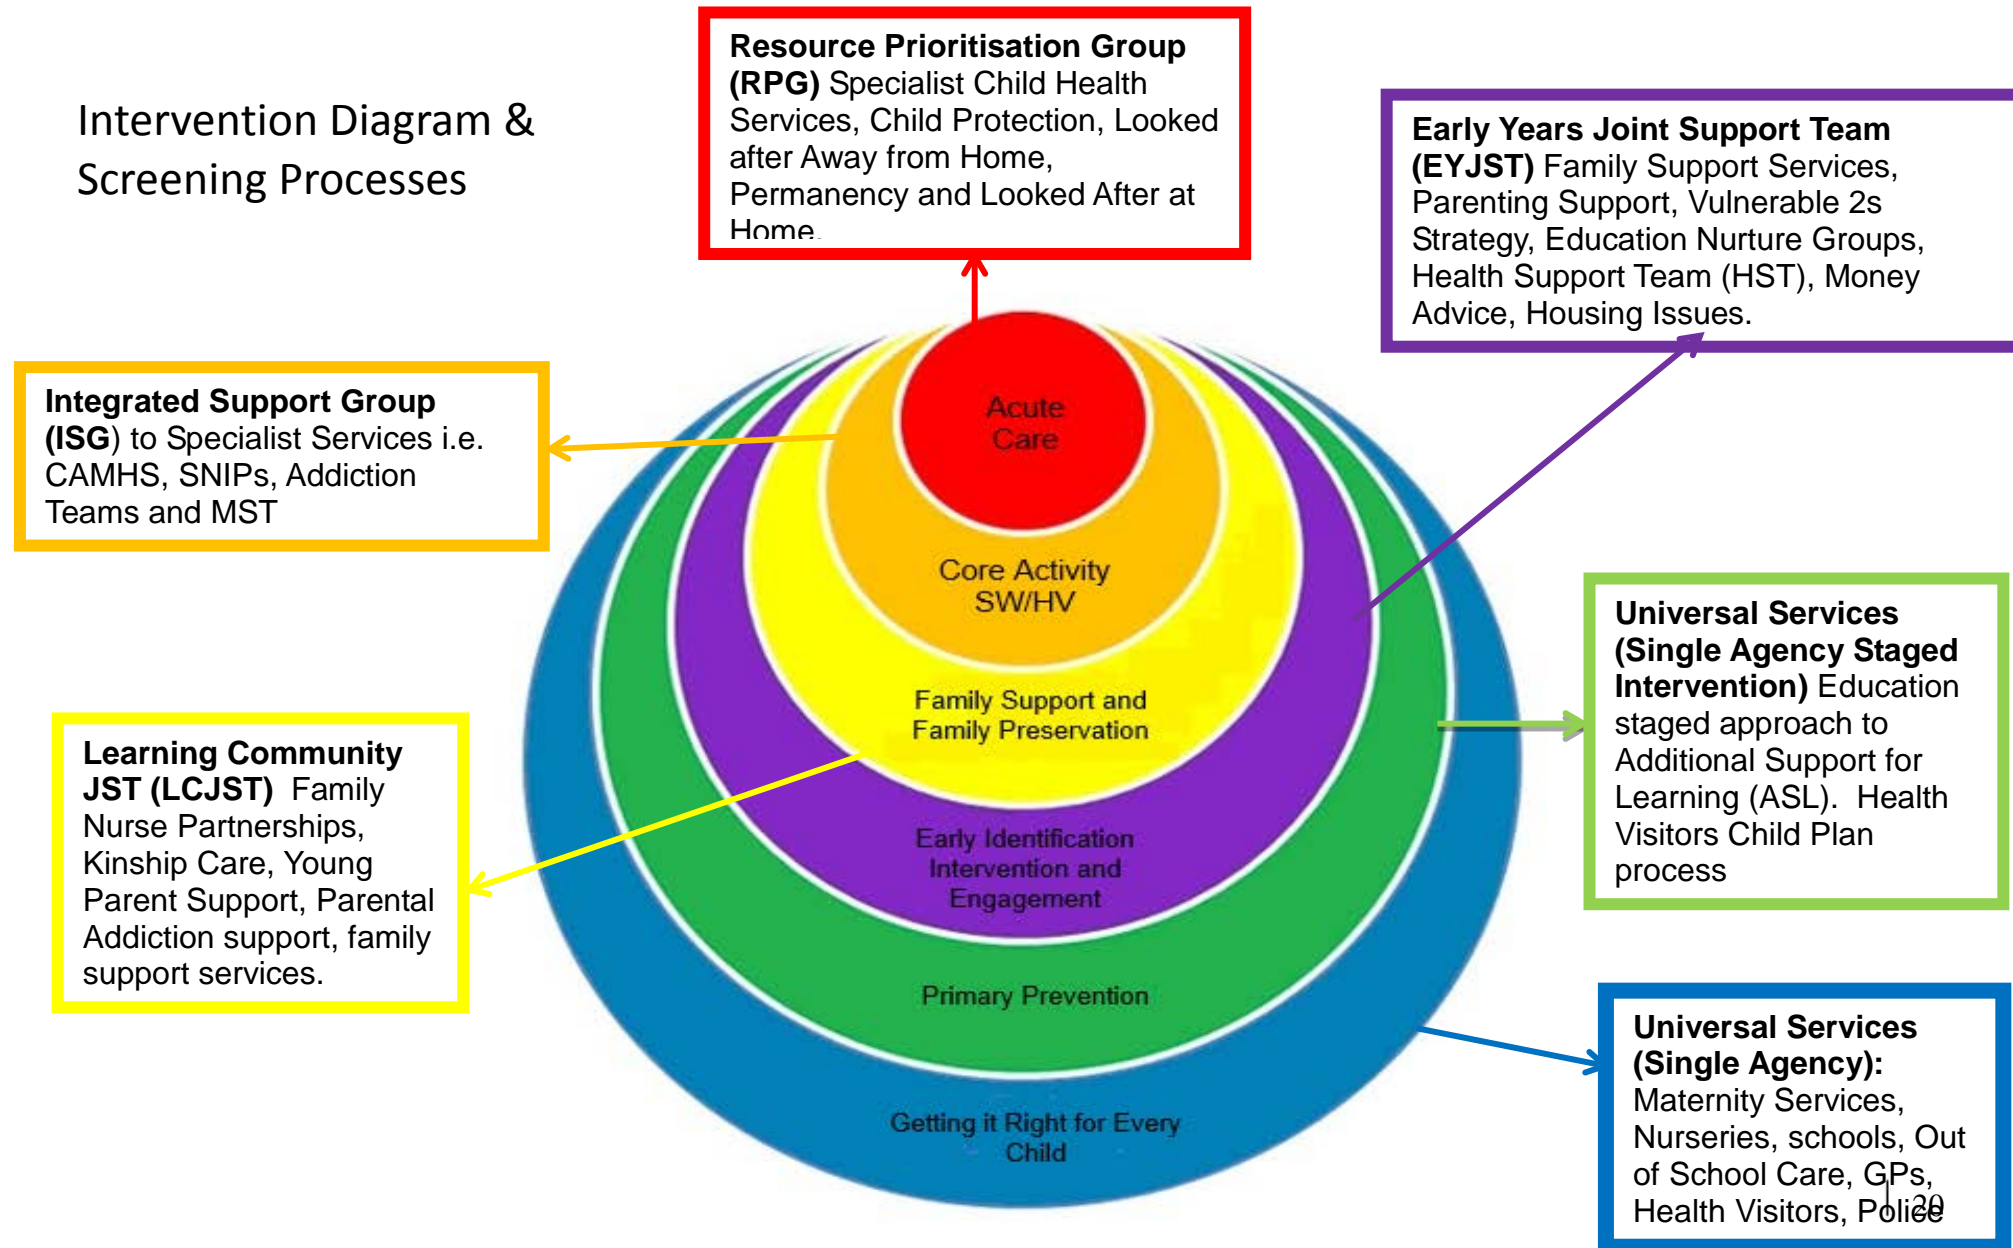 Intervention Diagram &
Screening Processes
Resource Prioritisation Group
(RPG) Specialist Child Health
Services, Child Protection, Looked
after Away from Home,
Permanency and Looked After at
Home.
Early Years Joint Support Team
(EYJST) Family Support Services,
Parenting Support, Vulnerable 2s
Strategy, Education Nurture Groups,
Health Support Team (HST), Money
Advice, Housing Issues.
Integrated Support Group
(ISG) to Specialist Services i.e.
CAMHS, SNIPs, Addiction
Teams and MST
Acute
Care
Core Activity
SW/HV
Family Support and
Family Preservation
Early Identification
Intervention and
Engagement
Primary Prevention
Getting it Right for Every
Child
Universal Services
(Single Agency Staged
Intervention) Education
staged approach to
Additional Support for
Learning (ASL).  Health
Visitors Child Plan
process
Learning Community
JST (LCJST)  Family
Nurse Partnerships,
Kinship Care, Young
Parent Support, Parental
Addiction support, family
support services.
Universal Services
(Single Agency):
Maternity Services,
Nurseries, schools, Out
of School Care, GPs,
Health Visitors, Police
| 20